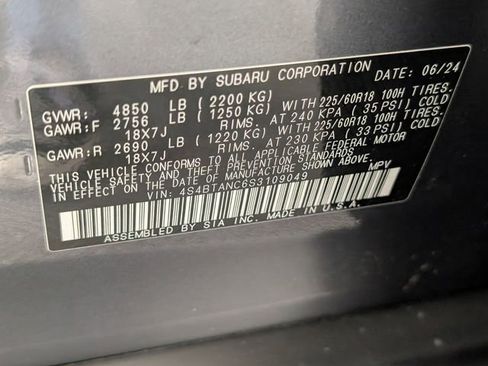 MFD BY SUBARU CORPORATION DATE: 06/24
GVWR: 4850 LB (2200 KG)
GAWR:F 2756 LB (1250 KG) WITH 225/60R18 100H TIRES,
18X7J RIMS, AT 240 KPA (35 PSI) COLD
GAWR:R 2690 LB (1220 KG) WITH 225/60R18 100H TIRES,
18X7J RIMS, AT 230 KPA (33 PSI) COLD
THIS VEHICLE CONFORMS TO ALL APPLICABLE FEDERAL MOTOR
VEHICLE SAFETY AND THEFT PREVENTION STANDARDS
IN EFFECT ON THE DATE OF MANUFACTURE SHOWN ABOVE.
VIN: 4S4BTANC6S3109049 MPV
ASSEMBLED BY SIA INC. MADE IN U.S.A.